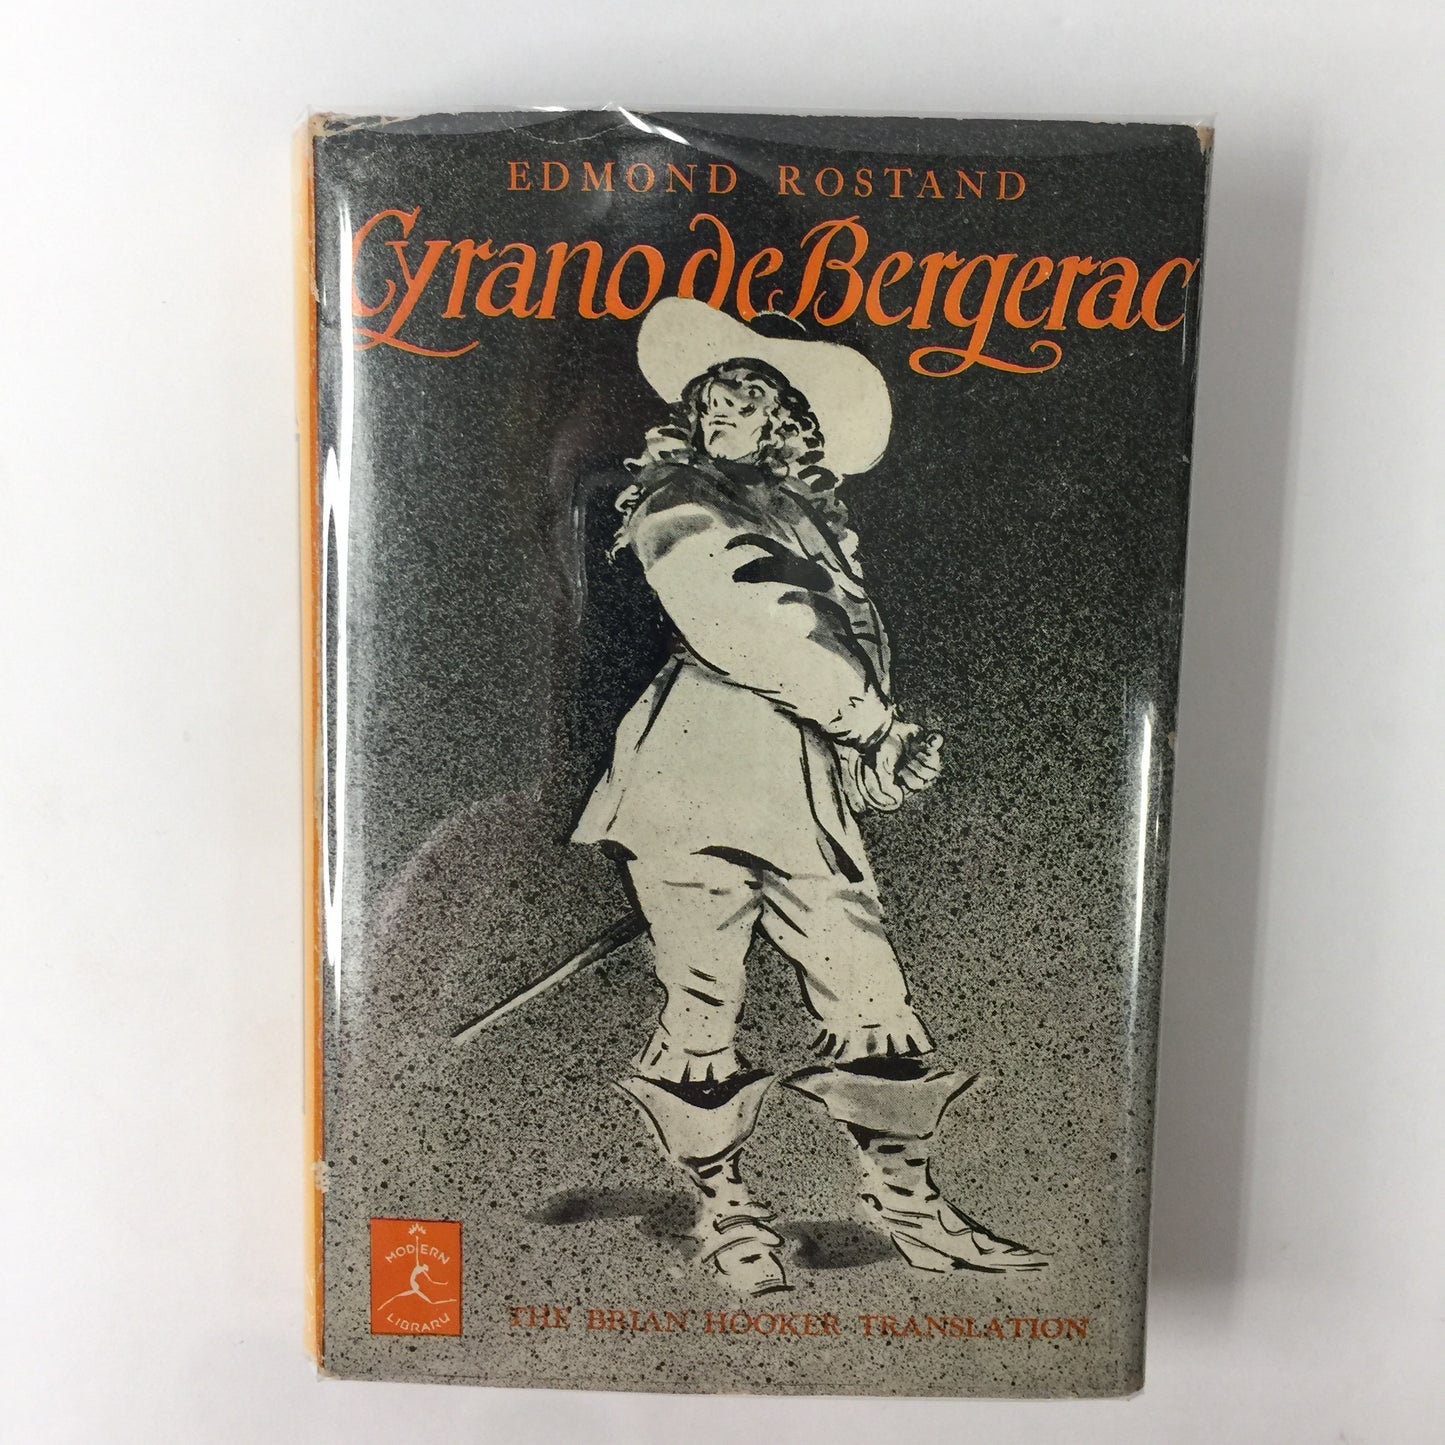 EDMOND ROSTAND
Cyrano de Bergerac
MODERN
LIBRARY
THE BRIAN HOOKER TRANSLATION